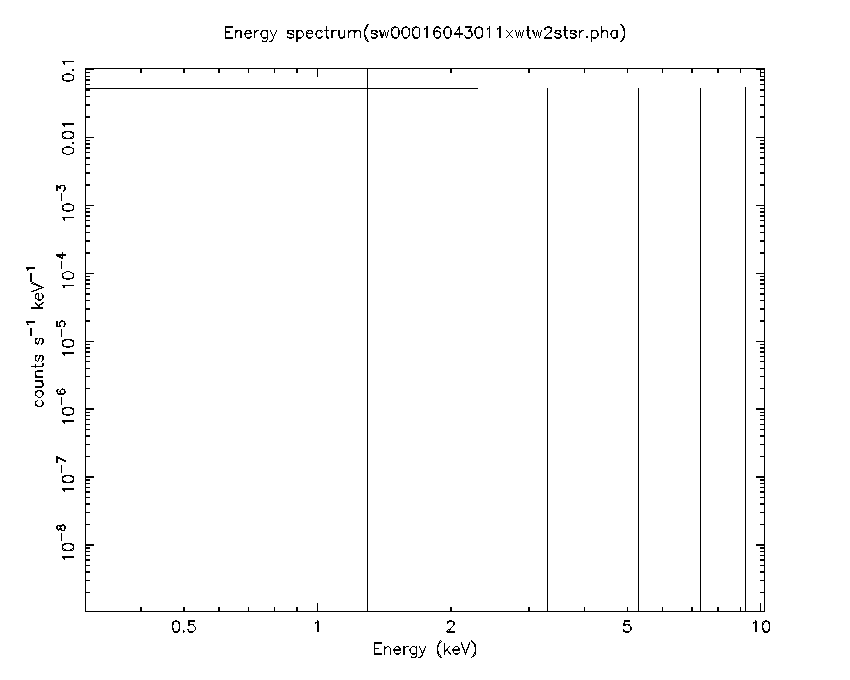 Energy spectrum(sw00016043011xwtw2stsr.pha)
0.1
0.01
10⁻³
10⁻⁴
10⁻⁵
10⁻⁶
10⁻⁷
10⁻⁸
counts s⁻¹ keV⁻¹
0.5 1 2 5 10
Energy (keV)